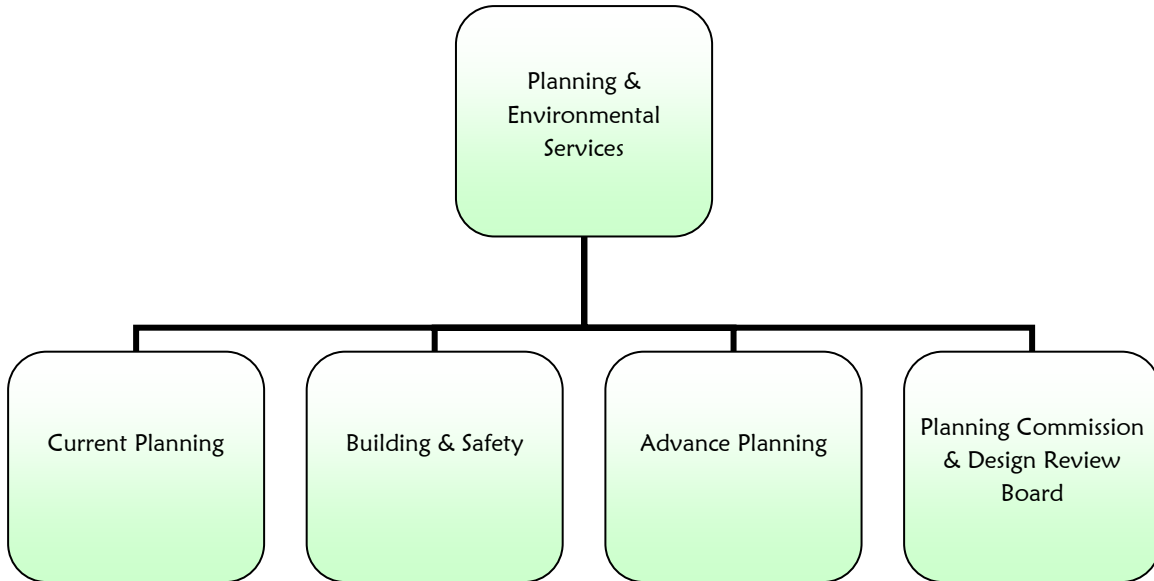 Planning &
Environmental
Services
Current Planning
Building & Safety
Advance Planning
Planning Commission
& Design Review
Board